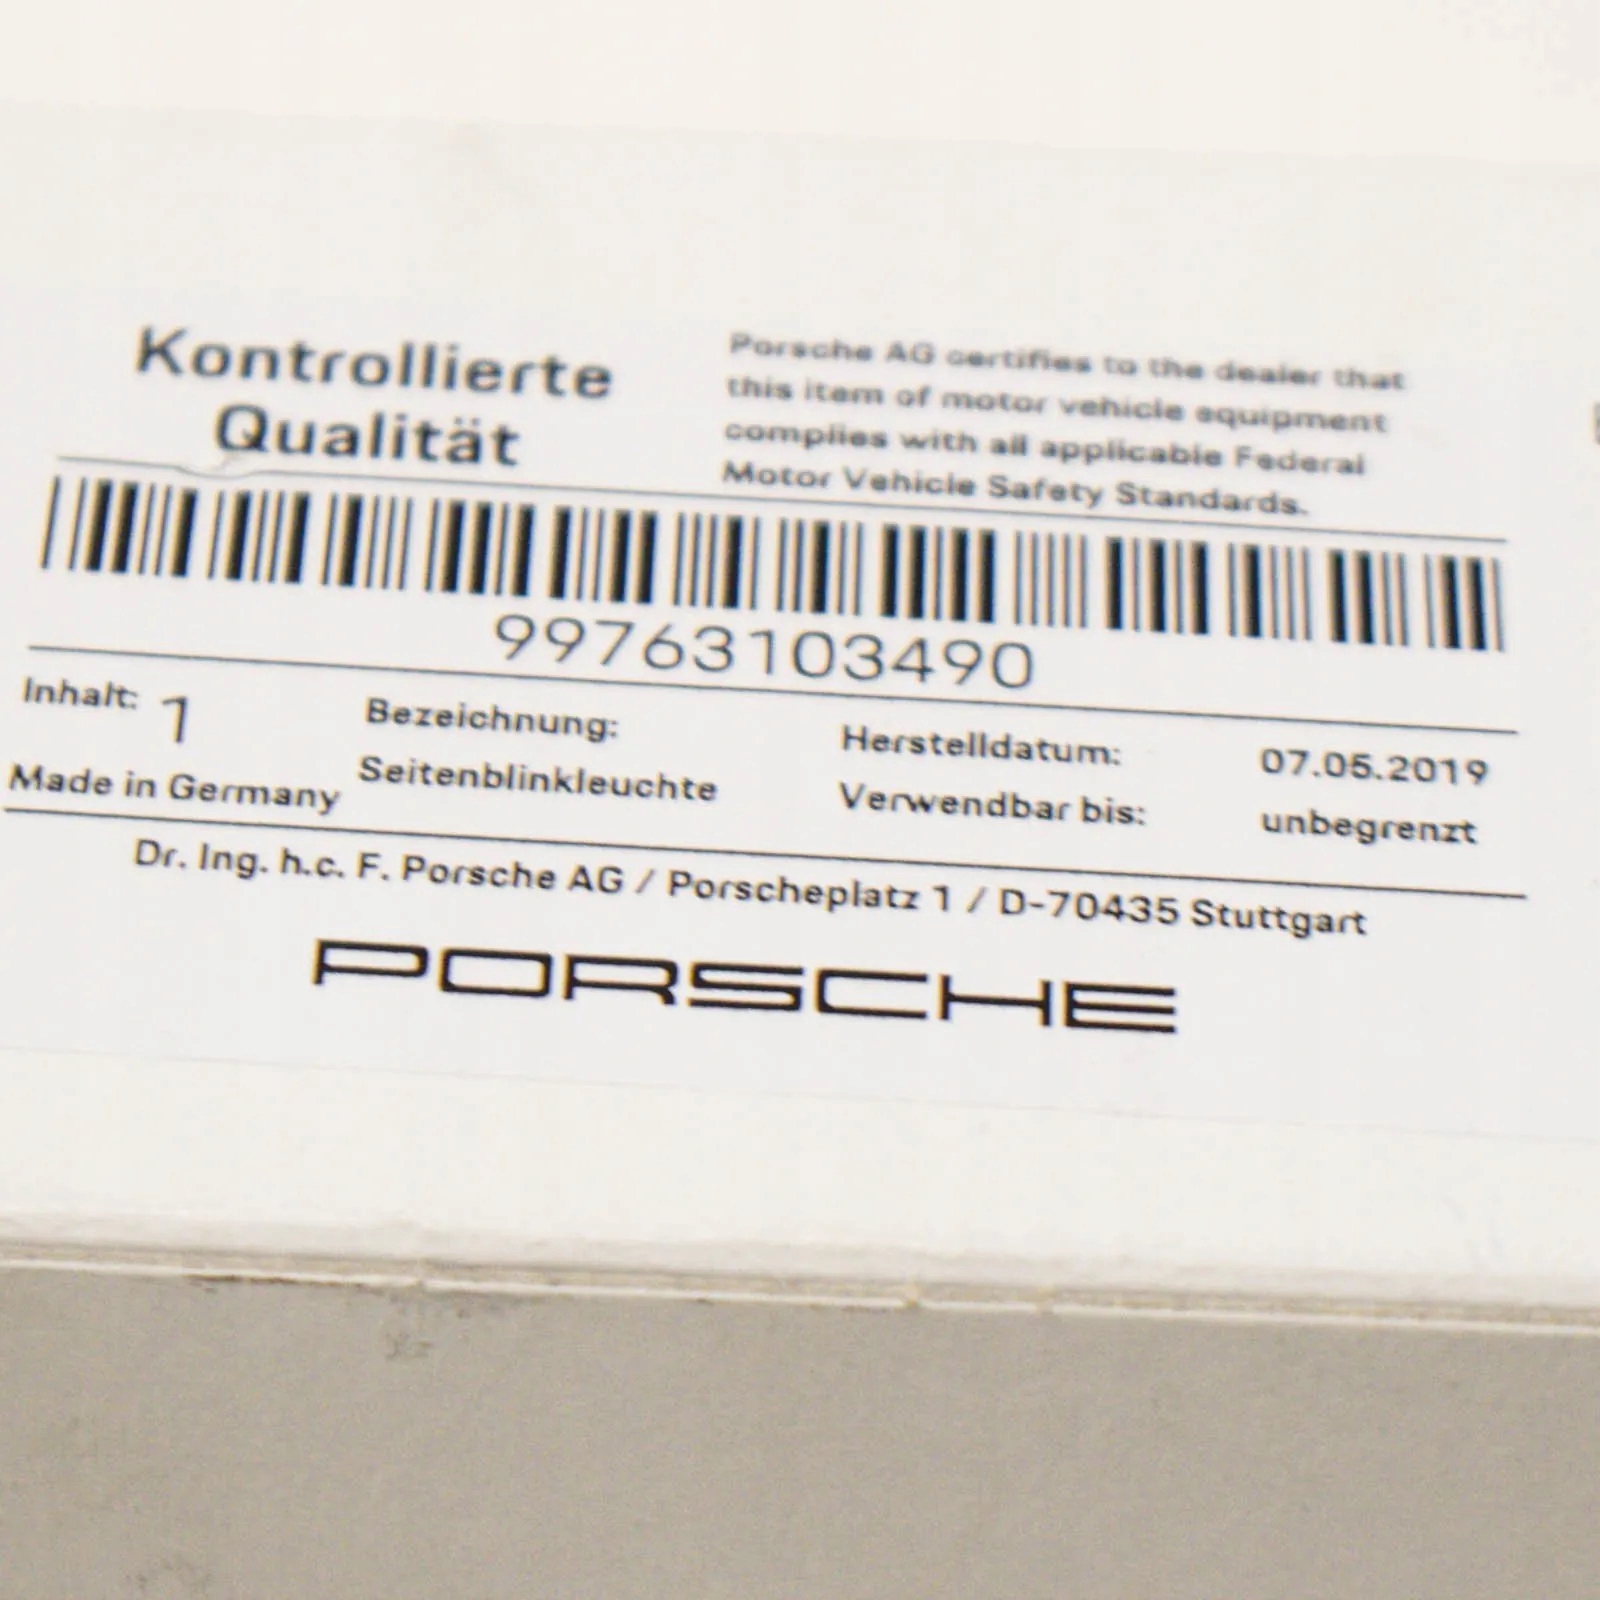 Kontrollierte
Qualität
Porsche AG certifies to the dealer that
this item of motor vehicle equipment
complies with all applicable Federal
Motor Vehicle Safety Standards.
99763103490
Inhalt: 1
Made in Germany
Bezeichnung:
Seitenblinkleuchte
Herstelldatum: 07.05.2019
Verwendbar bis: unbegrenzt
Dr. Ing. h.c. F. Porsche AG / Porscheplatz 1 / D-70435 Stuttgart
PORSCHE